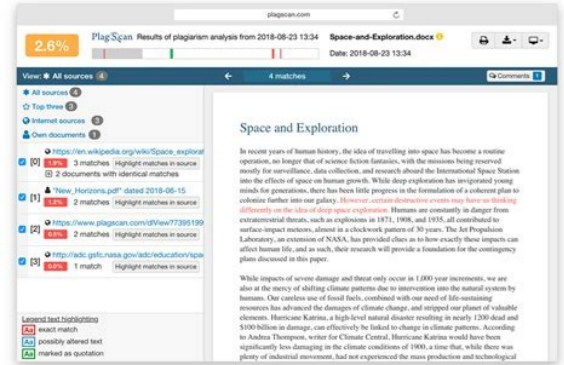 plagscan.com
2.6%
PlagScan Results of plagiarism analysis from 2018-08-23 13:34
Space-and-Exploration.docx
Date: 2018-08-23 13:34
View: ✱ All sources 4
← 4 matches →
Comments 1
All sources 4
Top three 3
Internet sources 3
Own documents 1
[0] https://en.wikipedia.org/wiki/Space_explorat
1.9% 3 matches Highlight matches in source
2 documents with identical matches
[1] "New_Horizons.pdf" dated 2018-06-15
2 matches Highlight matches in source
[2] https://www.plagscan.com/dlView?7395199
2 matches Highlight matches in source
[3] http://adc.gsfc.nasa.gov/adc/education/spac
1 match Highlight matches in source
Legend text highlighting
Aa exact match
Aa possibly altered text
Aa marked as quotation
Space and Exploration
In recent years of human history, the idea of travelling into space has become a routine
operation, no longer that of science fiction fantasies, with the missions being reserved
mostly for surveillance, data collection, and research aboard the International Space Station
into the effects of space on human growth. While deep exploration has invigorated young
minds for generations, there has been little progress in the formulation of a coherent plan to
colonize further into our galaxy. However, certain destructive events may have us thinking
differently on the idea of deep space exploration. Humans are constantly in danger from
extraterrestrial threats, such as explosions in 1871, 1908, and 1935, all contributed to
surface-impact meteors, almost in a clockwork pattern of 30 years. The Jet Propulsion
Laboratory, an extension of NASA, has provided clues as to how exactly these impacts can
affect human life, and as such, their research will provide a foundation for the contingency
plans discussed in this paper.
While impacts of severe damage and threat only occur in 1,000 year increments, we are
also at the mercy of shifting climate patterns due to intervention into the natural system by
humans. Our careless use of fossil fuels, combined with our need of life-sustaining
resources has advanced the damages of climate change, and stripped our planet of valuable
elements. Hurricane Katrina, a high-level natural disaster resulting in nearly 1200 dead and
$100 billion in damage, can effectively be linked to change in climate patterns. According
to Andrea Thompson, writer for Climate Central, Hurricane Katrina would have been
significantly less damaging in the climate conditions of 1900, a time that, while there was
plenty of industrial movement, had not experienced the mass production and technological